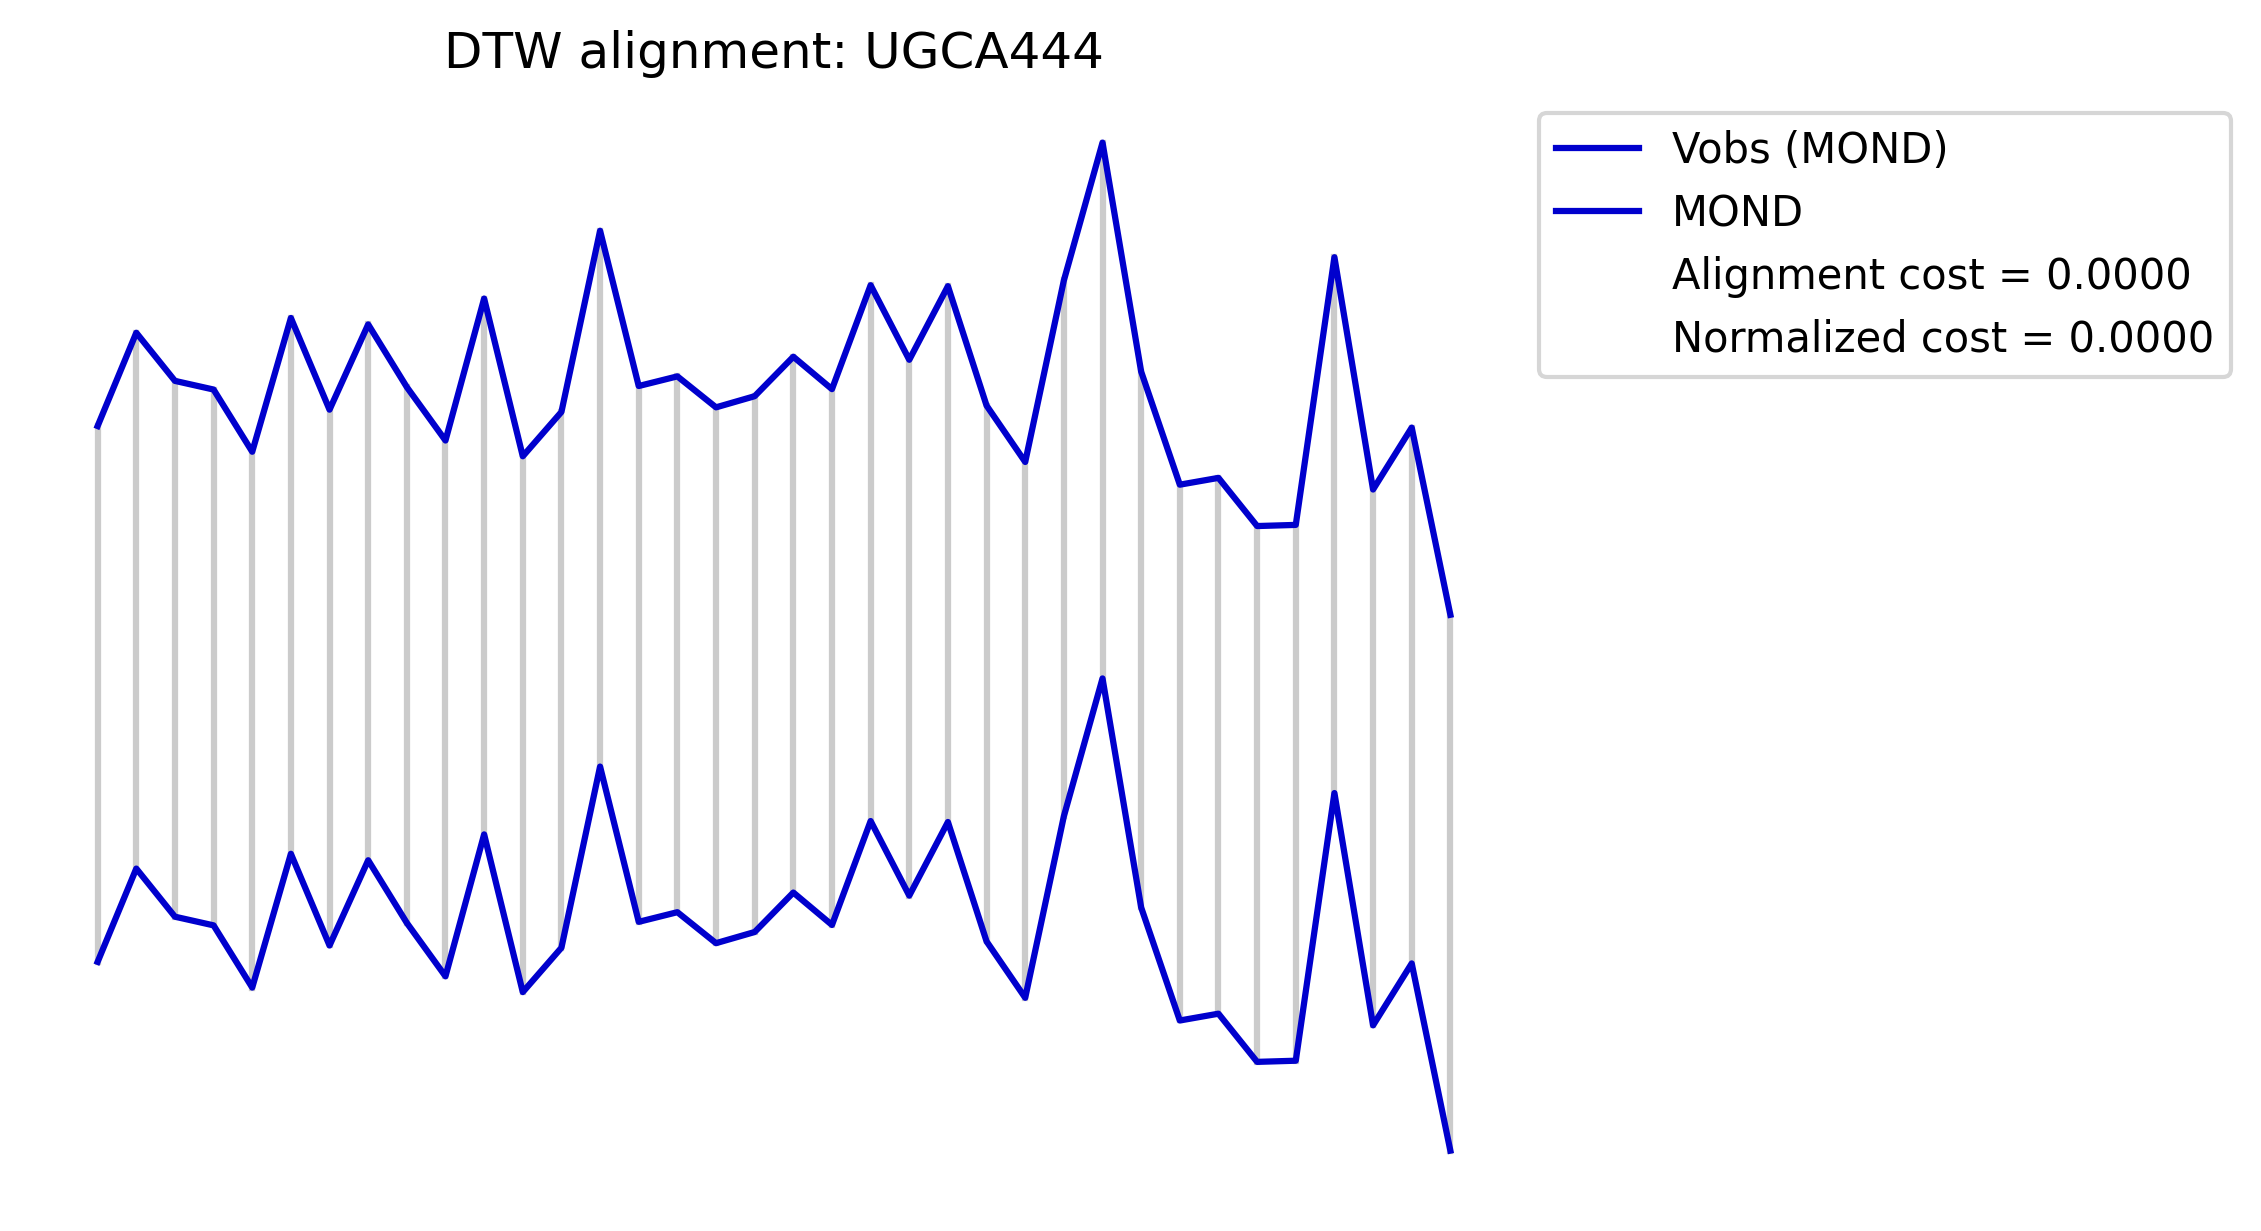 DTW alignment: UGCA444
Vobs (MOND)
MOND
Alignment cost = 0.0000
Normalized cost = 0.0000